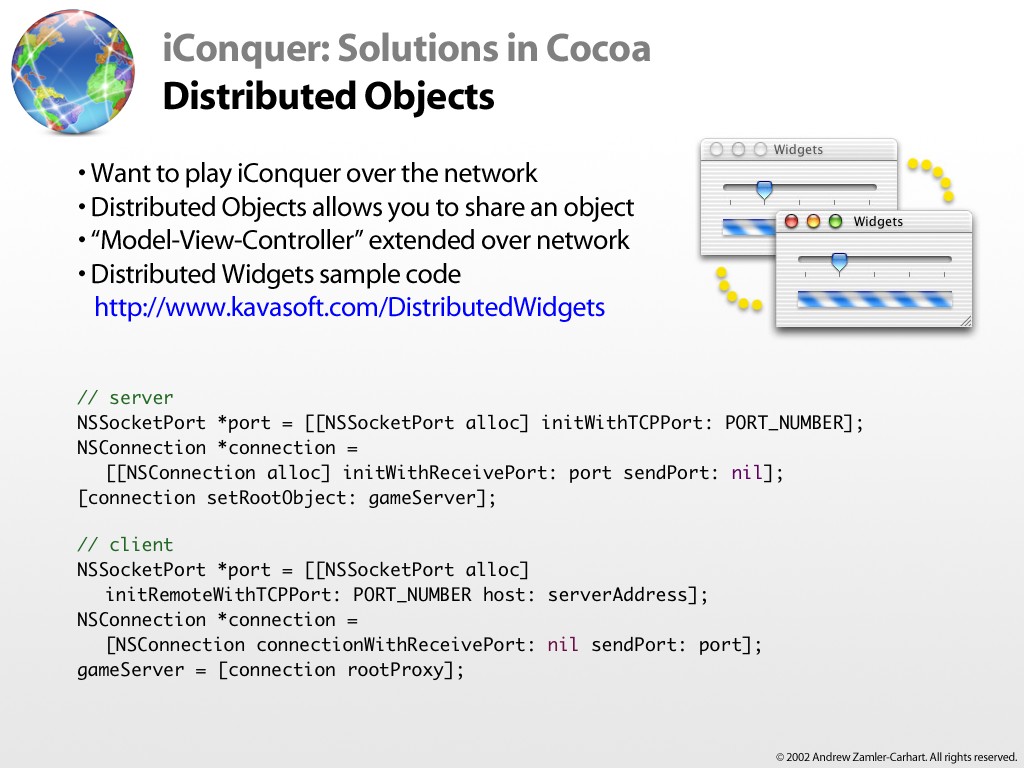 iConquer: Solutions in Cocoa
Distributed Objects
• Want to play iConquer over the network
• Distributed Objects allows you to share an object
• “Model-View-Controller” extended over network
• Distributed Widgets sample code
http://www.kavasoft.com/DistributedWidgets
Widgets
Widgets
// server
NSSocketPort *port = [[NSSocketPort alloc] initWithTCPPort: PORT_NUMBER];
NSConnection *connection =
[[NSConnection alloc] initWithReceivePort: port sendPort: nil];
[connection setRootObject: gameServer];
// client
NSSocketPort *port = [[NSSocketPort alloc]
initRemoteWithTCPPort: PORT_NUMBER host: serverAddress];
NSConnection *connection =
[NSConnection connectionWithReceivePort: nil sendPort: port];
gameServer = [connection rootProxy];
© 2002 Andrew Zamler-Carhart. All rights reserved.